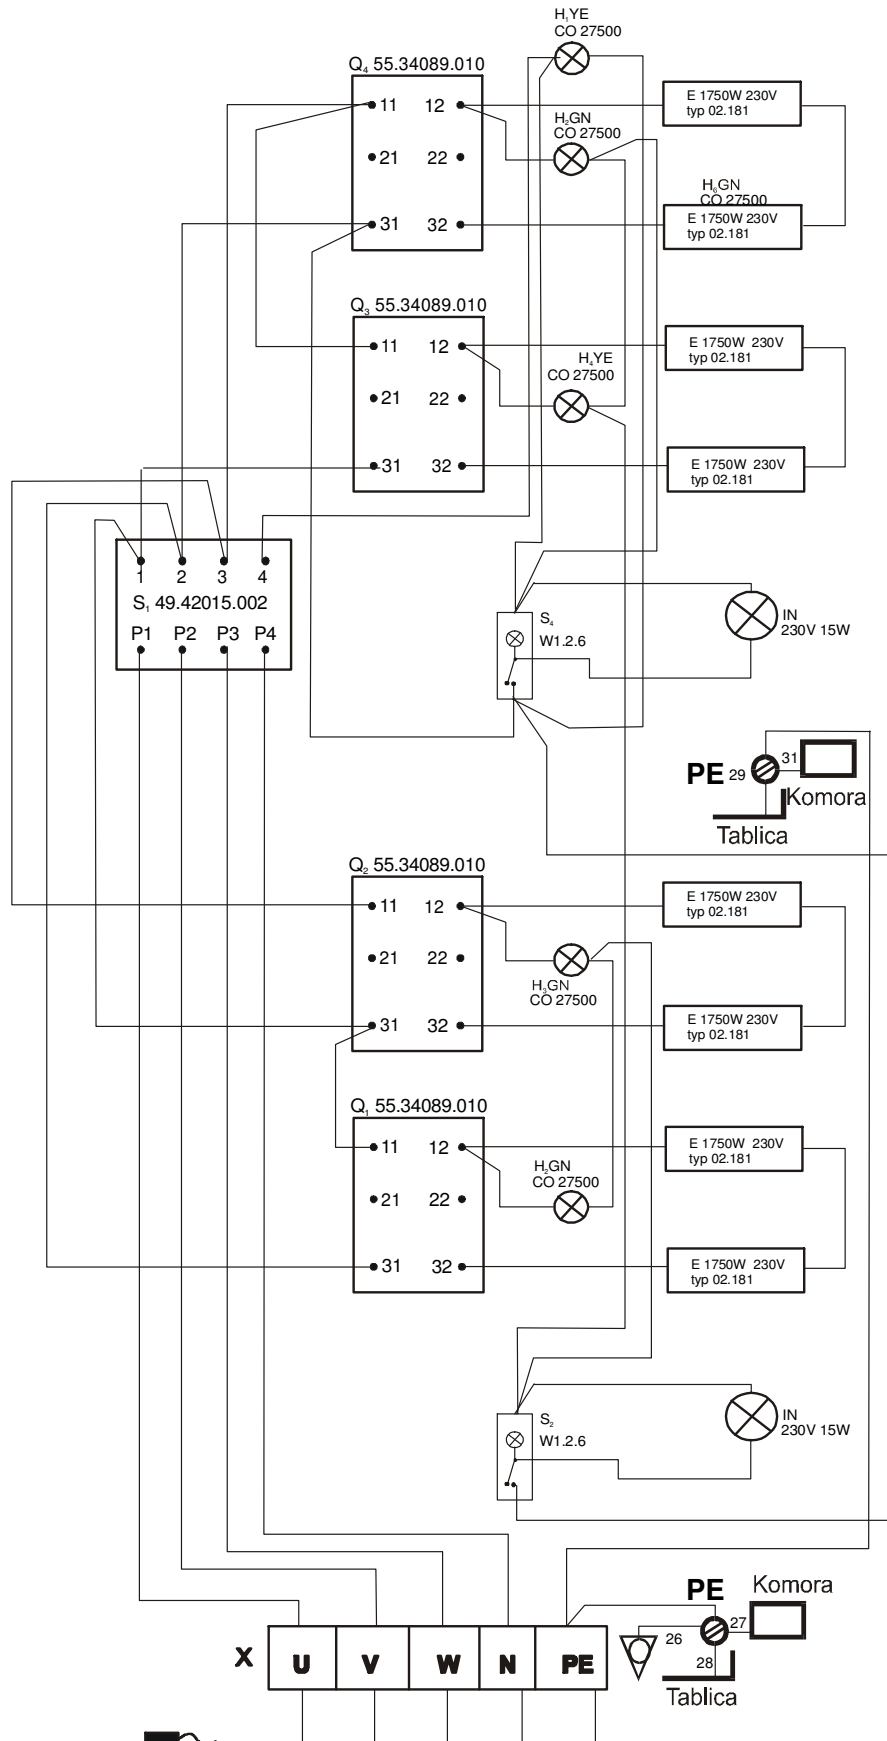 H₁YE
CO 27500
Q₄ 55.34089.010
11 12
21 22
31 32
H₂GN
CO 27500
E 1750W 230V
typ 02.181
H₆GN
CO 27500
E 1750W 230V
typ 02.181
Q₃ 55.34089.010
11 12
21 22
31 32
H₄YE
CO 27500
E 1750W 230V
typ 02.181
E 1750W 230V
typ 02.181
1 2 3 4
S₁ 49.42015.002
P1 P2 P3 P4
S₄
W1.2.6
IN
230V 15W
PE 29 31
Komora
Tablica
Q₂ 55.34089.010
11 12
21 22
31 32
H₃GN
CO 27500
E 1750W 230V
typ 02.181
E 1750W 230V
typ 02.181
Q₁ 55.34089.010
11 12
21 22
31 32
H₂GN
CO 27500
E 1750W 230V
typ 02.181
E 1750W 230V
typ 02.181
S₂
W1.2.6
IN
230V 15W
PE Komora
26 27
28
Tablica
X U V W N PE